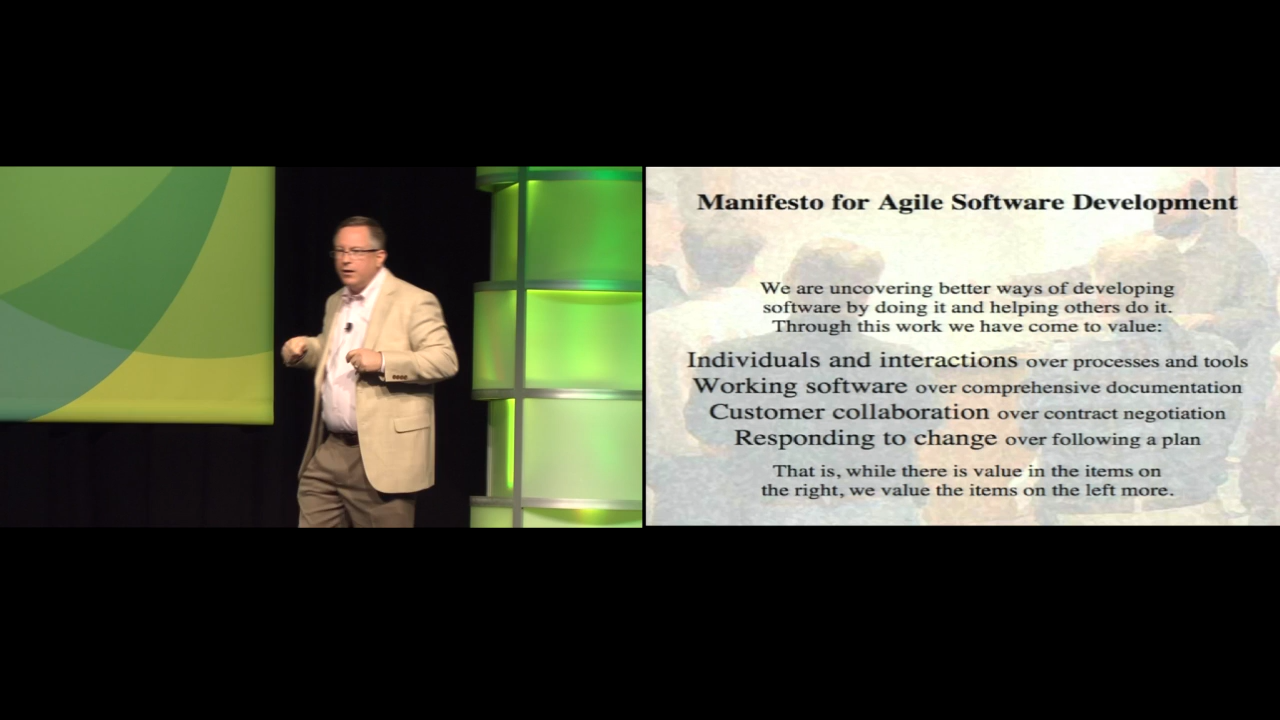 Manifesto for Agile Software Development
We are uncovering better ways of developing
software by doing it and helping others do it.
Through this work we have come to value:
Individuals and interactions over processes and tools
Working software over comprehensive documentation
Customer collaboration over contract negotiation
Responding to change over following a plan
That is, while there is value in the items on
the right, we value the items on the left more.